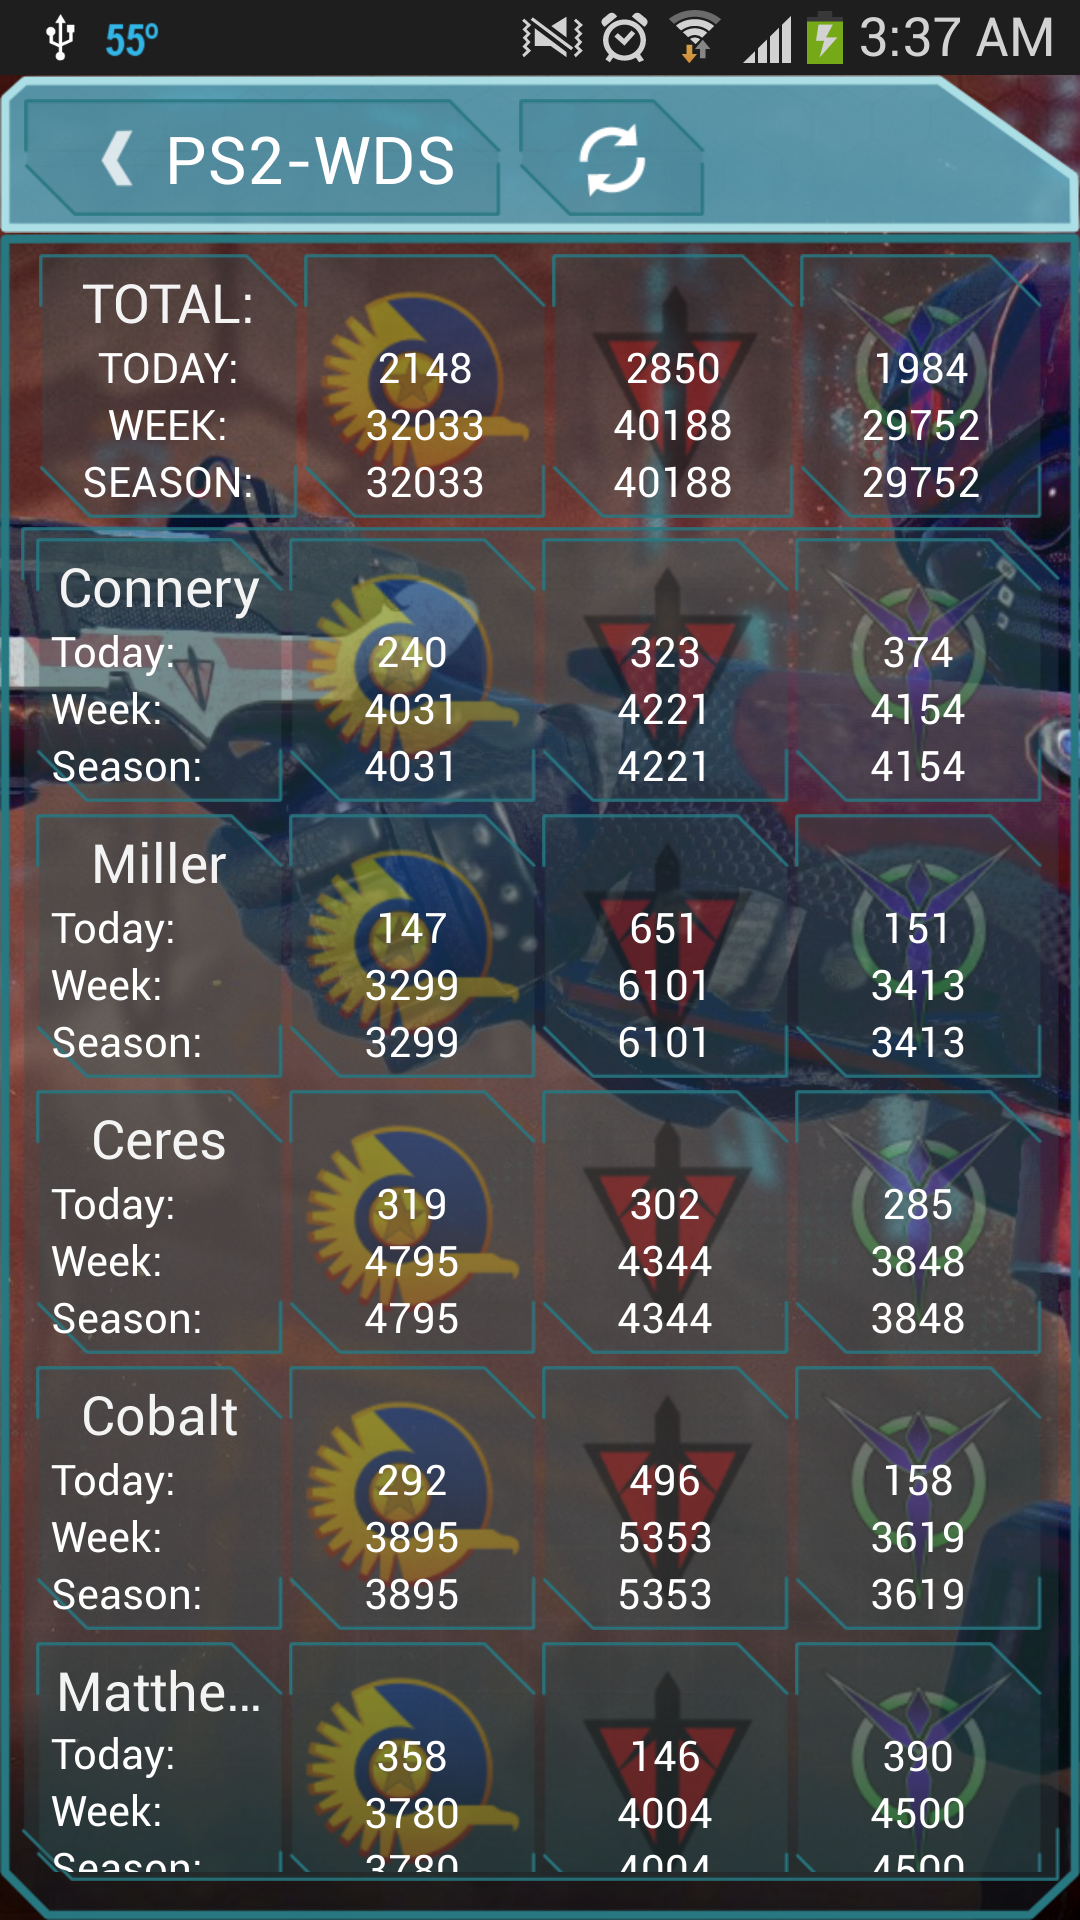 55° 3:37 AM
PS2-WDS
TOTAL:
TODAY: 2148 2850 1984
WEEK: 32033 40188 29752
SEASON: 32033 40188 29752
Connery
Today: 240 323 374
Week: 4031 4221 4154
Season: 4031 4221 4154
Miller
Today: 147 651 151
Week: 3299 6101 3413
Season: 3299 6101 3413
Ceres
Today: 319 302 285
Week: 4795 4344 3848
Season: 4795 4344 3848
Cobalt
Today: 292 496 158
Week: 3895 5353 3619
Season: 3895 5353 3619
Matthe...
Today: 358 146 390
Week: 3780 4004 4500
Season: 3780 4004 4500